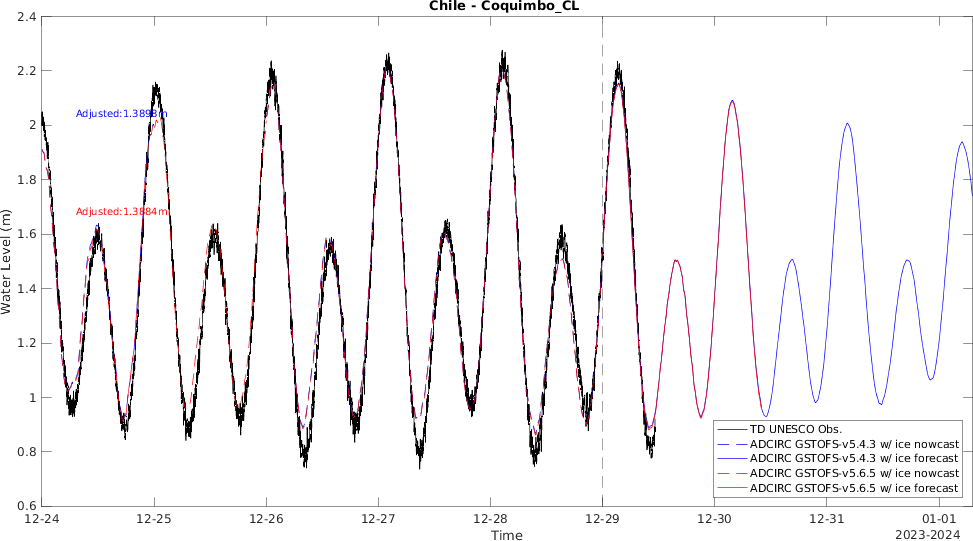 Chile - Coquimbo_CL
2.4
2.2
2
1.8
1.6
1.4
1.2
1
0.8
0.6
Water Level (m)
Adjusted:1.3893m
Adjusted:1.3884m
TD UNESCO Obs.
ADCIRC GSTOFS-v5.4.3 w/ ice nowcast
ADCIRC GSTOFS-v5.4.3 w/ ice forecast
ADCIRC GSTOFS-v5.6.5 w/ ice nowcast
ADCIRC GSTOFS-v5.6.5 w/ ice forecast
12-24 12-25 12-26 12-27 12-28 12-29 12-30 12-31 01-01
Time
2023-2024